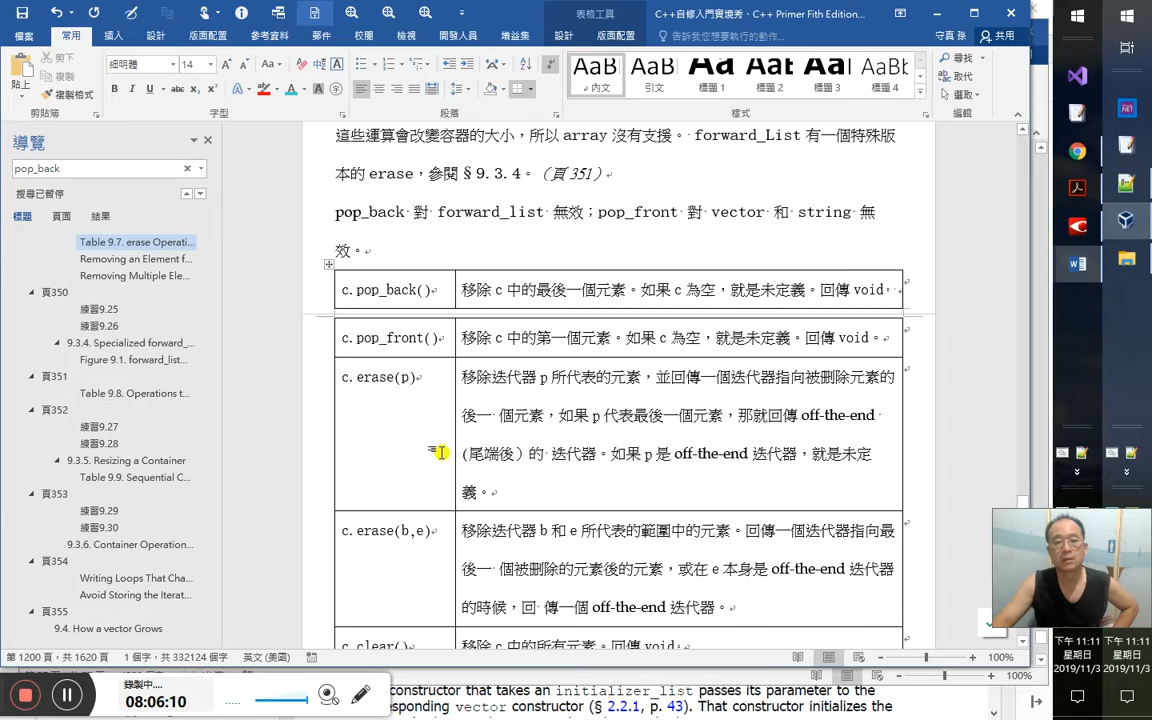 表格工具
C++自修入門實境秀、C++ Primer Fith Edition...
檔案
常用
插入
設計
版面配置
參考資料
郵件
校閱
檢視
開發人員
增益集
設計
版面配置
告訴我您想要執行的動作...
守真 孫
共用
貼上
剪下
複製
複製格式
細明體
14
尋找
取代
選取
AaB
AaBl
AaB
AaBl
AaB
AaBb
內文
設計
標題 1
標題 2
標題 3
標題 4
剪貼簿
字型
段落
樣式
編輯
導覽
pop_back
搜尋已暫停
標題
頁面
結果
Table 9.7. erase Operati...
Removing an Element f...
Removing Multiple Ele...
頁350
練習9.25
練習9.26
9.3.4. Specialized forward_...
Figure 9.1. forward_list...
頁351
Table 9.8. Operations t...
頁352
練習9.27
練習9.28
9.3.5. Resizing a Container
Table 9.9. Sequential C...
頁353
練習9.29
練習9.30
9.3.6. Container Operation...
頁354
Writing Loops That Cha...
Avoid Storing the Iterat...
頁355
9.4. How a vector Grows
這些運算會改變容器的大小，所以 array 沒有支援。 forward_List 有一個特殊版
本的 erase，參閱§9.3.4。（頁 351）
pop_back 對 forward_list 無效；pop_front 對 vector 和 string 無
效。
c.pop_back()
移除 c 中的最後一個元素。如果 c 為空，就是未定義。回傳 void。
c.pop_front()
移除 c 中的第一個元素。如果 c 為空，就是未定義。回傳 void。
c.erase(p)
移除迭代器 p 所代表的元素，並回傳一個迭代器指向被刪除元素的
後一 個元素，如果 p 代表最後一個元素，那就回傳 off-the-end
(尾端後）的 迭代器。如果 p 是 off-the-end 迭代器，就是未定
義。
c.erase(b,e)
移除迭代器 b 和 e 所代表的範圍中的元素。回傳一個迭代器指向最
後一 個被刪除的元素後的元素，或在 e 本身是 off-the-end 迭代器
的時候，回 傳一個 off-the-end 迭代器。
c.clear()
移除 c 中的所有元素。回傳 void。
第 1200 頁，共 1620 頁
1 個字，共 332124 個字
英文 (美國)
100%
100%
錄製中...
08:06:10
constructor that takes an initializer_list passes its parameter to the
sponding vector constructor (§ 2.2.1, p. 43). That constructor initializes the
下午 11:11
星期日
2019/11/3
下午 11:11
星期日
2019/11/3